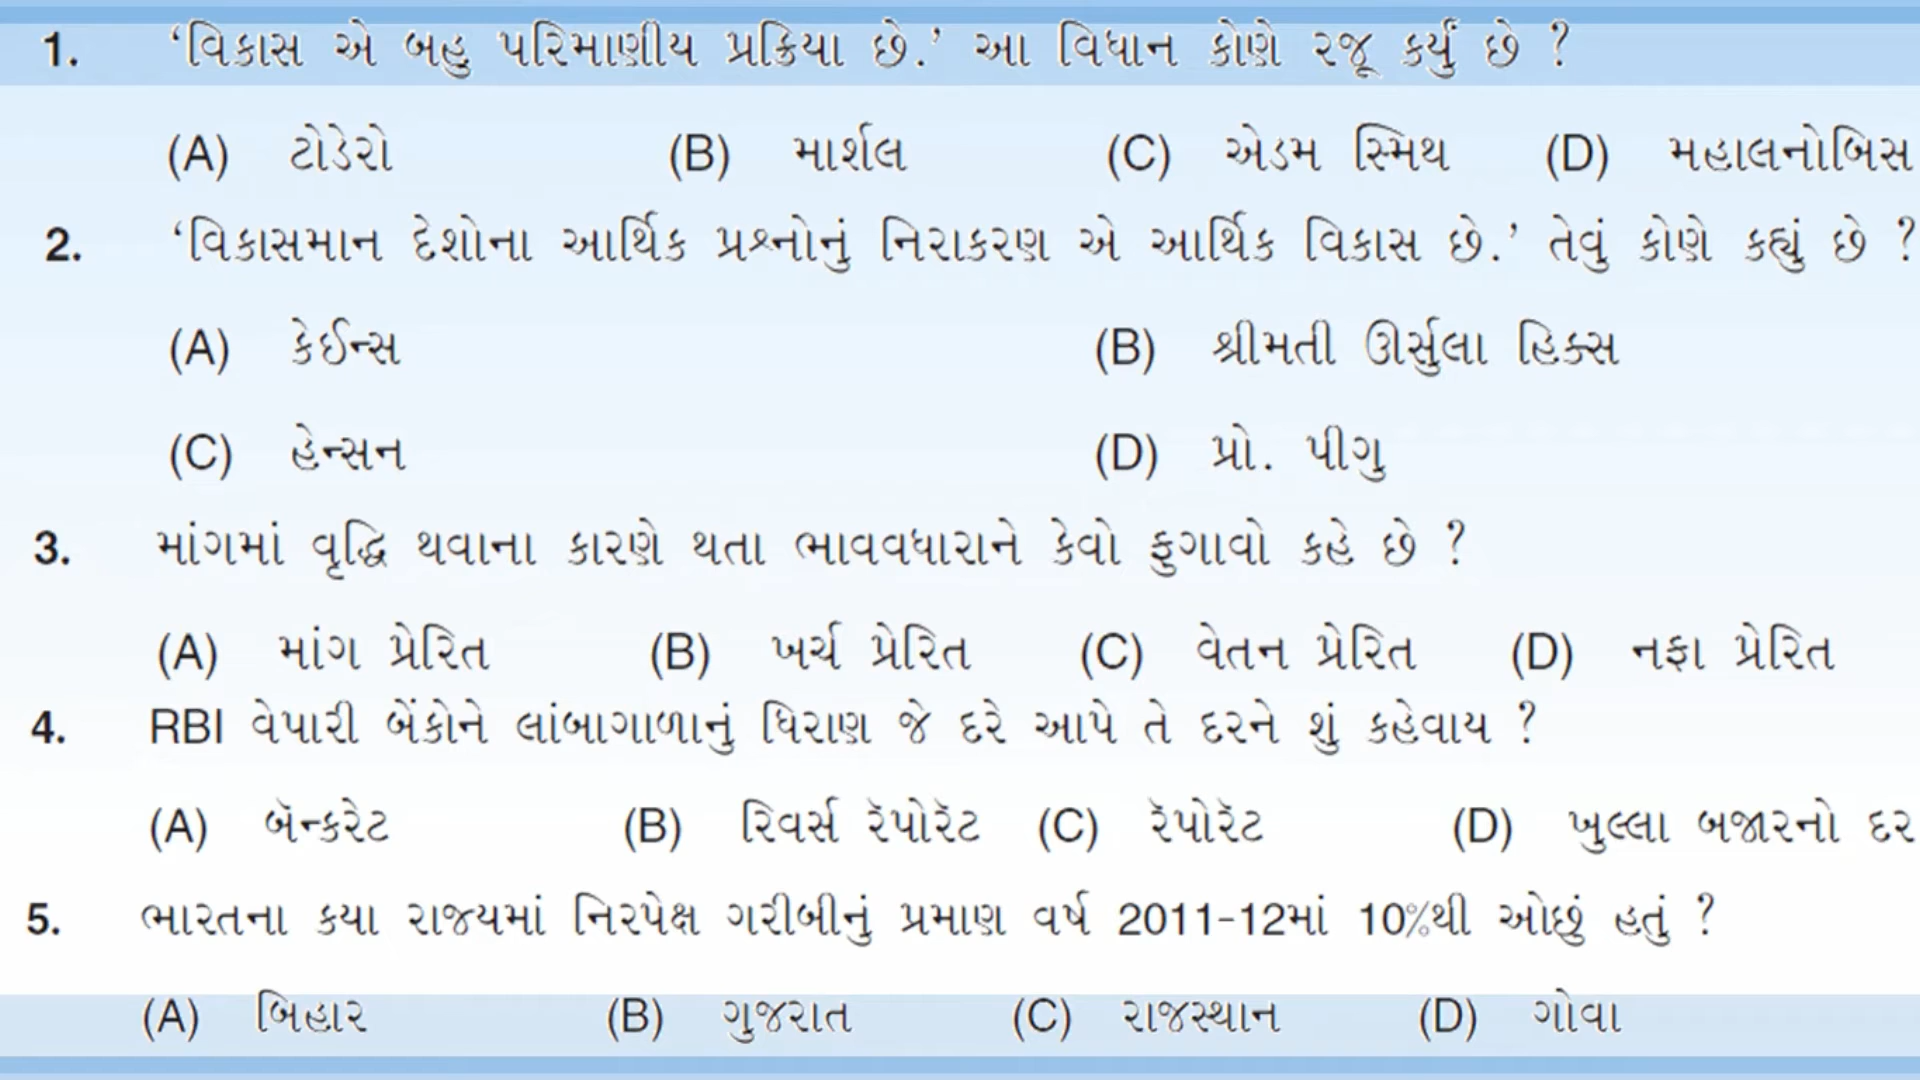 1. ‘વિકાસ એ બહુ પરિમાણીય પ્રક્રિયા છે.’ આ વિધાન કોણે રજૂ કર્યું છે ?
(A) ટોડેરો (B) માર્શલ (C) એડમ સ્મિથ (D) મહાલનોબિસ
2. ‘વિકાસમાન દેશોના આર્થિક પ્રશ્નોનું નિરાકરણ એ આર્થિક વિકાસ છે.’ તેવું કોણે કહ્યું છે ?
(A) કેઈન્સ (B) શ્રીમતી ઊર્સુલા હિક્સ
(C) હેન્સન (D) પ્રો. પીગુ
3. માંગમાં વૃદ્ધિ થવાના કારણે થતા ભાવવધારાને કેવો ફુગાવો કહે છે ?
(A) માંગ પ્રેરિત (B) ખર્ચ પ્રેરિત (C) વેતન પ્રેરિત (D) નફા પ્રેરિત
4. RBI વેપારી બેંકોને લાંબાગાળાનું ધિરાણ જે દરે આપે તે દરને શું કહેવાય ?
(A) બૅન્કરેટ (B) રિવર્સ રૅપોરૅટ (C) રૅપોરૅટ (D) ખુલ્લા બજારનો દર
5. ભારતના કયા રાજ્યમાં નિરપેક્ષ ગરીબીનું પ્રમાણ વર્ષ 2011-12માં 10%થી ઓછું હતું ?
(A) બિહાર (B) ગુજરાત (C) રાજસ્થાન (D) ગોવા